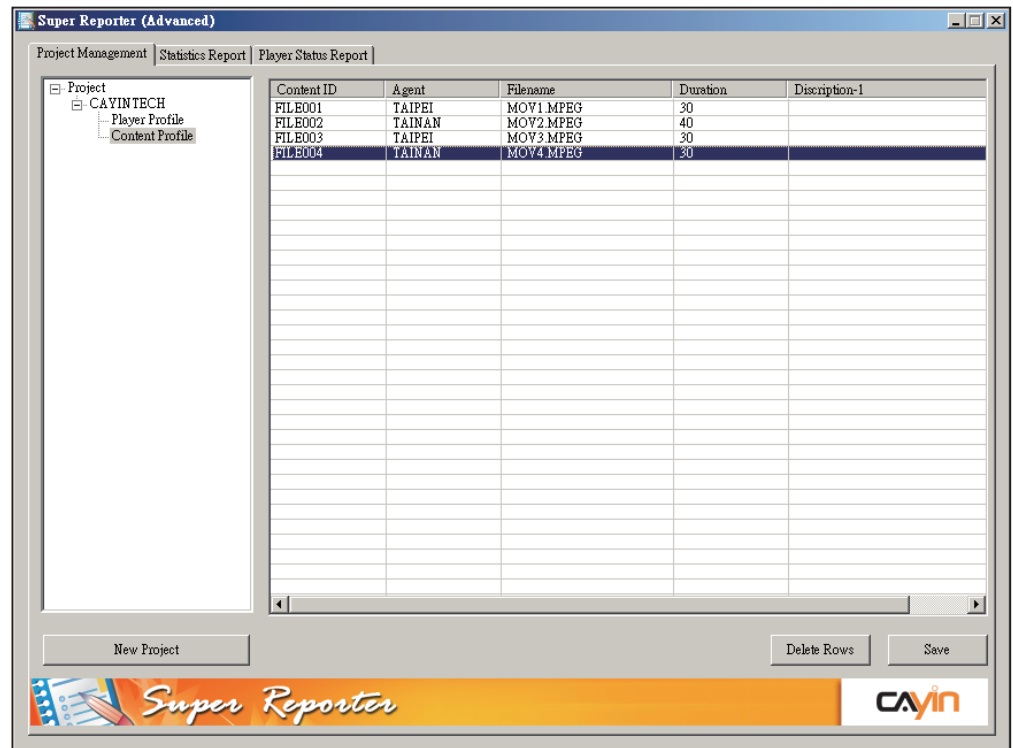 Super Reporter (Advanced)
Project Management Statistics Report Player Status Report
Project
CAYINTECH
Player Profile
Content Profile
Content ID Agent Filename Duration Discription-1
FILE001 TAIPEI MOV1.MPEG 30
FILE002 TAINAN MOV2.MPEG 40
FILE003 TAIPEI MOV3.MPEG 30
FILE004 TAINAN MOV4.MPEG 30
New Project Delete Rows Save
Super Reporter CAYIN